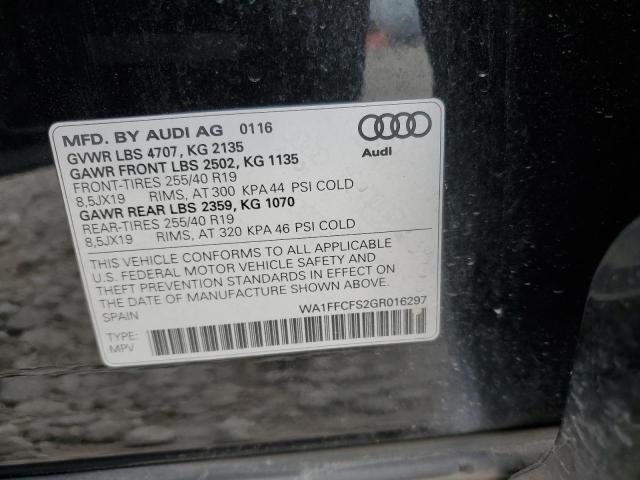 MFD. BY AUDI AG 0116
GVWR LBS 4707, KG 2135
GAWR FRONT LBS 2502, KG 1135
FRONT-TIRES 255/40 R19
8,5JX19 RIMS, AT 300 KPA 44 PSI COLD
GAWR REAR LBS 2359, KG 1070
REAR-TIRES 255/40 R19
8,5JX19 RIMS, AT 320 KPA 46 PSI COLD
Audi
THIS VEHICLE CONFORMS TO ALL APPLICABLE
U.S. FEDERAL MOTOR VEHICLE SAFETY AND
THEFT PREVENTION STANDARDS IN EFFECT ON
THE DATE OF MANUFACTURE SHOWN ABOVE.
SPAIN
WA1FFCFS2GR016297
TYPE:
MPV